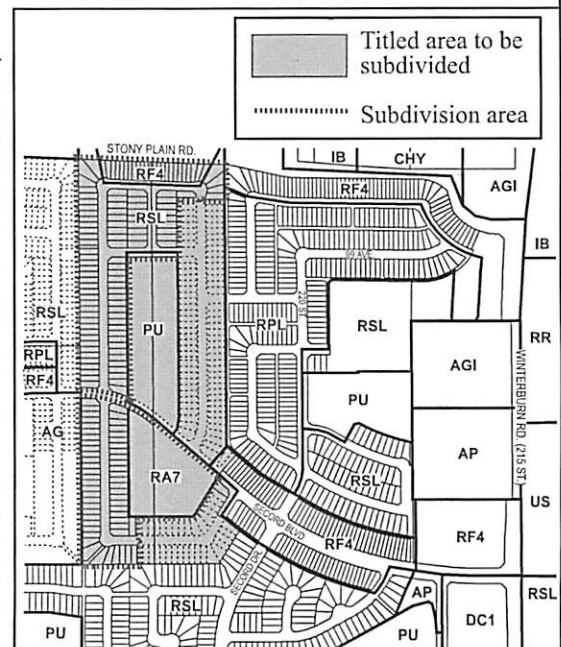 Titled area to be
subdivided
Subdivision area
STONY PLAIN RD.
IB
CHY
RF4
RF4
AGI
RSL
IB
99 AVE
220 ST.
RSL
PU
RPL
RSL
RR
RPL
AGI
RF4
PU
WINTERBURN RD. (215 ST.)
AG
AP
RA7
RSL
US
SECOND BLVD
RF4
RF4
SECORD DR.
RSL
AP
RSL
DC1
PU
PU